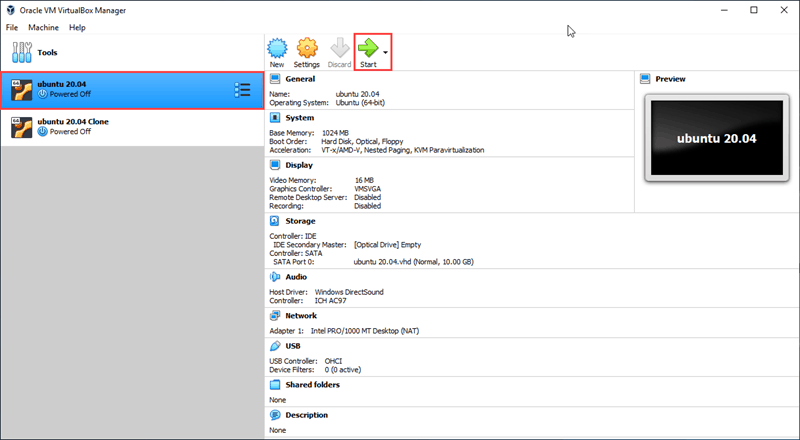 Oracle VM VirtualBox Manager
File Machine Help
Tools
New Settings Discard Start
ubuntu 20.04
Powered Off
ubuntu 20.04 Clone
Powered Off
General
Name: ubuntu 20.04
Operating System: Ubuntu (64-bit)
System
Base Memory: 1024 MB
Boot Order: Hard Disk, Optical, Floppy
Acceleration: VT-x/AMD-V, Nested Paging, KVM Paravirtualization
Display
Video Memory: 16 MB
Graphics Controller: VMSVGA
Remote Desktop Server: Disabled
Recording: Disabled
Storage
Controller: IDE
IDE Secondary Master: [Optical Drive] Empty
Controller: SATA
SATA Port 0: ubuntu 20.04.vhd (Normal, 10.00 GB)
Audio
Host Driver: Windows DirectSound
Controller: ICH AC97
Network
Adapter 1: Intel PRO/1000 MT Desktop (NAT)
USB
USB Controller: OHCI
Device Filters: 0 (0 active)
Shared folders
None
Description
None
Preview
ubuntu 20.04